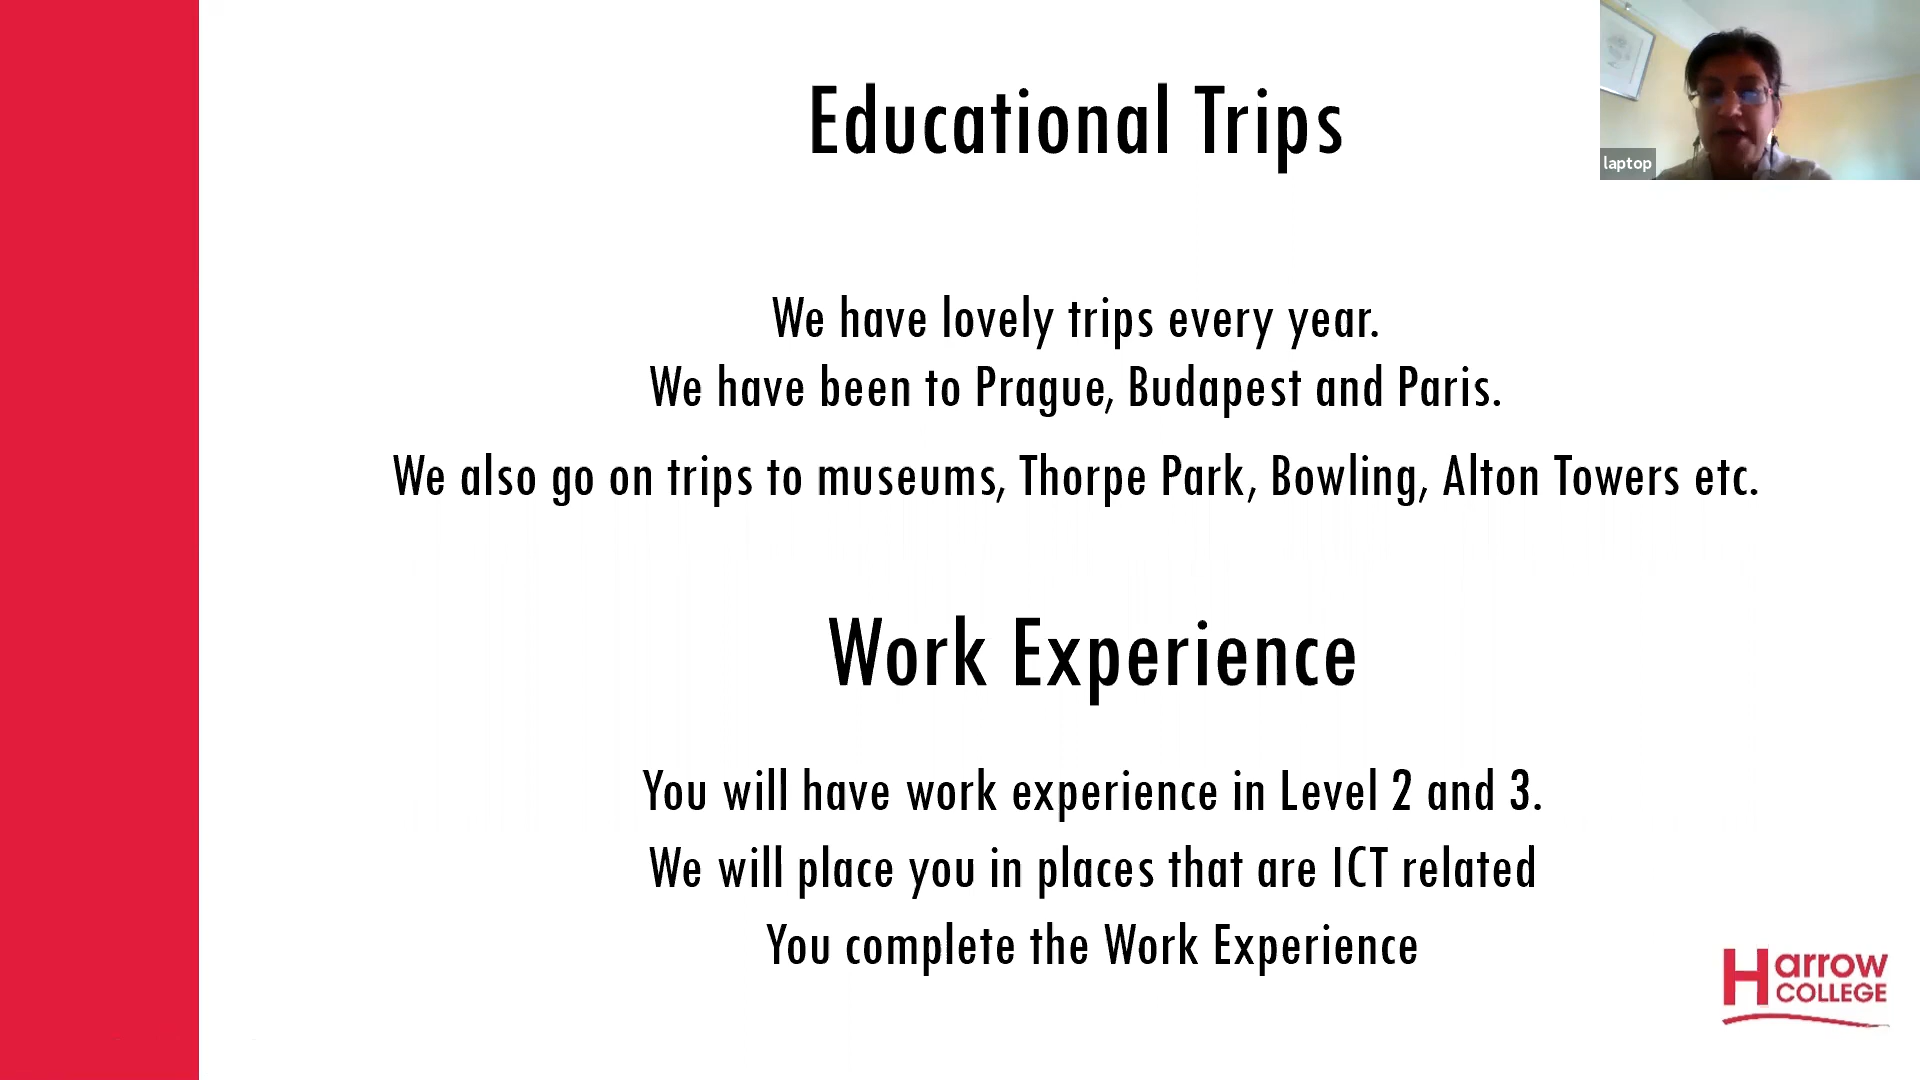 Educational Trips
laptop
We have lovely trips every year.
We have been to Prague, Budapest and Paris.
We also go on trips to museums, Thorpe Park, Bowling, Alton Towers etc.
Work Experience
You will have work experience in Level 2 and 3.
We will place you in places that are ICT related
You complete the Work Experience
Harrow
COLLEGE